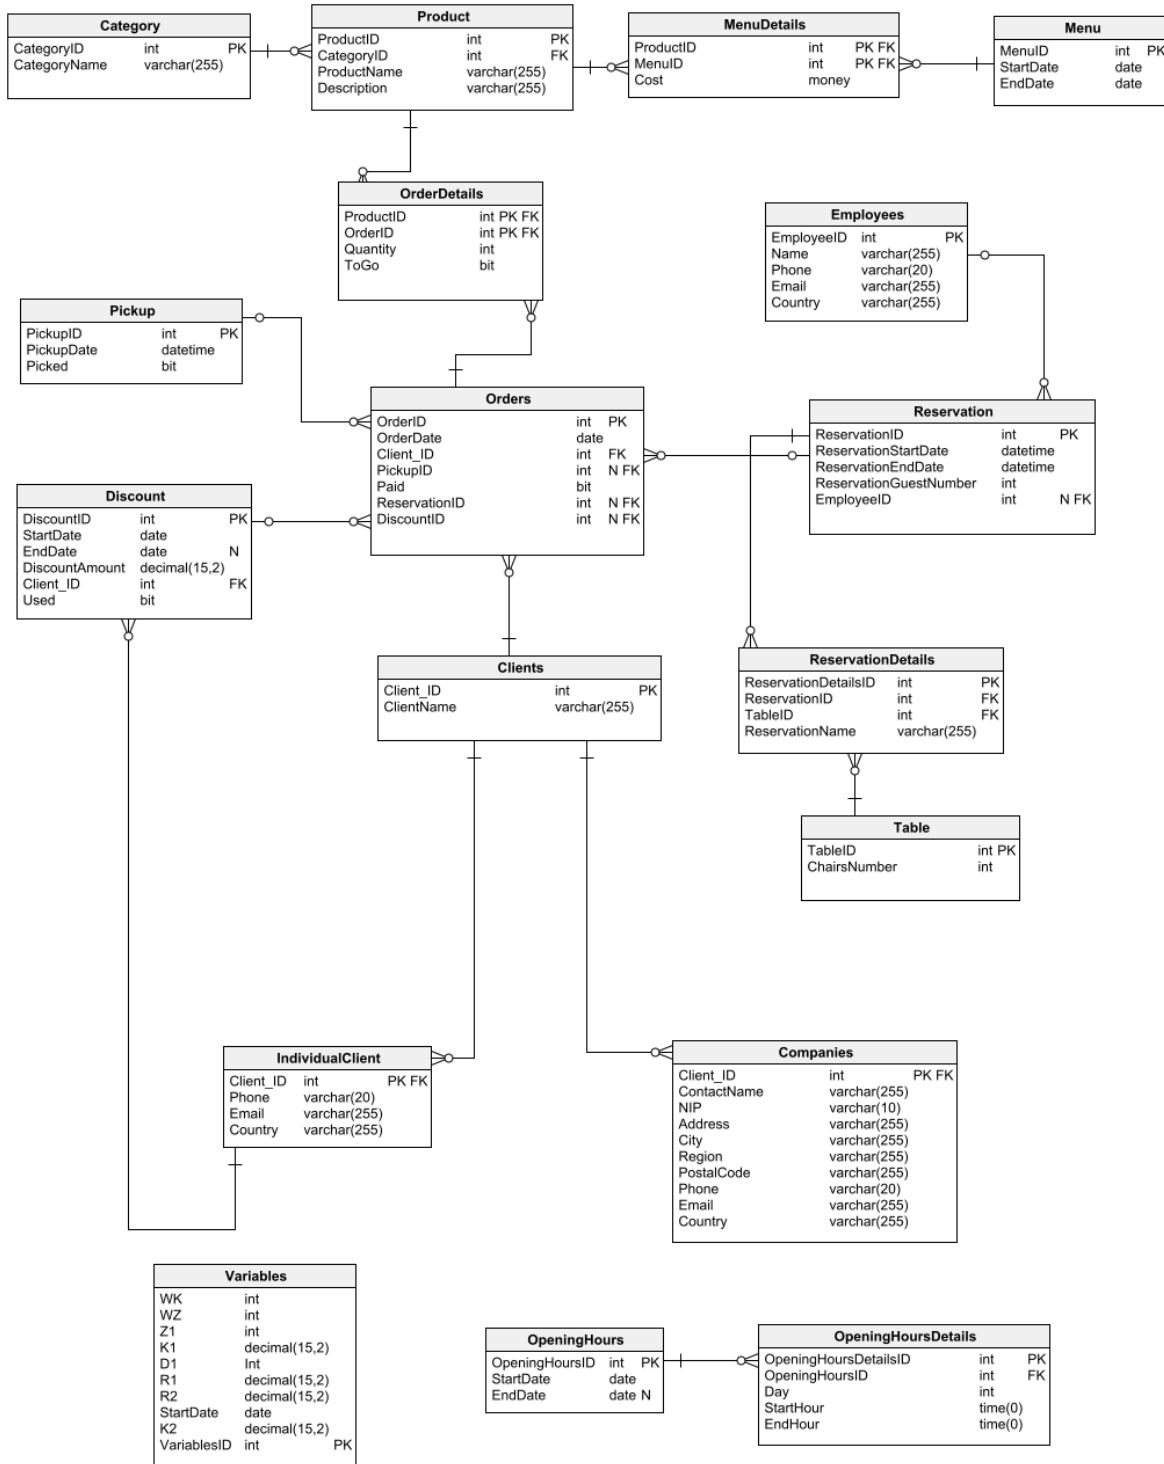 Category
CategoryID int PK
CategoryName varchar(255)
Product
ProductID int PK
CategoryID int FK
ProductName varchar(255)
Description varchar(255)
MenuDetails
ProductID int PK FK
MenuID int PK FK
Cost money
Menu
MenuID int PK
StartDate date
EndDate date
OrderDetails
ProductID int PK FK
OrderID int PK FK
Quantity int
ToGo bit
Employees
EmployeeID int PK
Name varchar(255)
Phone varchar(20)
Email varchar(255)
Country varchar(255)
Pickup
PickupID int PK
PickupDate datetime
Picked bit
Orders
OrderID int PK
OrderDate date
Client_ID int FK
PickupID int N FK
Paid bit
ReservationID int N FK
DiscountID int N FK
Reservation
ReservationID int PK
ReservationStartDate datetime
ReservationEndDate datetime
ReservationGuestNumber int
EmployeeID int N FK
Discount
DiscountID int PK
StartDate date
EndDate date N
DiscountAmount decimal(15,2)
Client_ID int FK
Used bit
Clients
Client_ID int PK
ClientName varchar(255)
ReservationDetails
ReservationDetailsID int PK
ReservationID int FK
TableID int FK
ReservationName varchar(255)
Table
TableID int PK
ChairsNumber int
IndividualClient
Client_ID int PK FK
Phone varchar(20)
Email varchar(255)
Country varchar(255)
Companies
Client_ID int PK FK
ContactName varchar(255)
NIP varchar(10)
Address varchar(255)
City varchar(255)
Region varchar(255)
PostalCode varchar(255)
Phone varchar(20)
Email varchar(255)
Country varchar(255)
Variables
WK int
WZ int
Z1 int
K1 decimal(15,2)
D1 Int
R1 decimal(15,2)
R2 decimal(15,2)
StartDate date
K2 decimal(15,2)
VariablesID int PK
OpeningHours
OpeningHoursID int PK
StartDate date
EndDate date N
OpeningHoursDetails
OpeningHoursDetailsID int PK
OpeningHoursID int FK
Day int
StartHour time(0)
EndHour time(0)